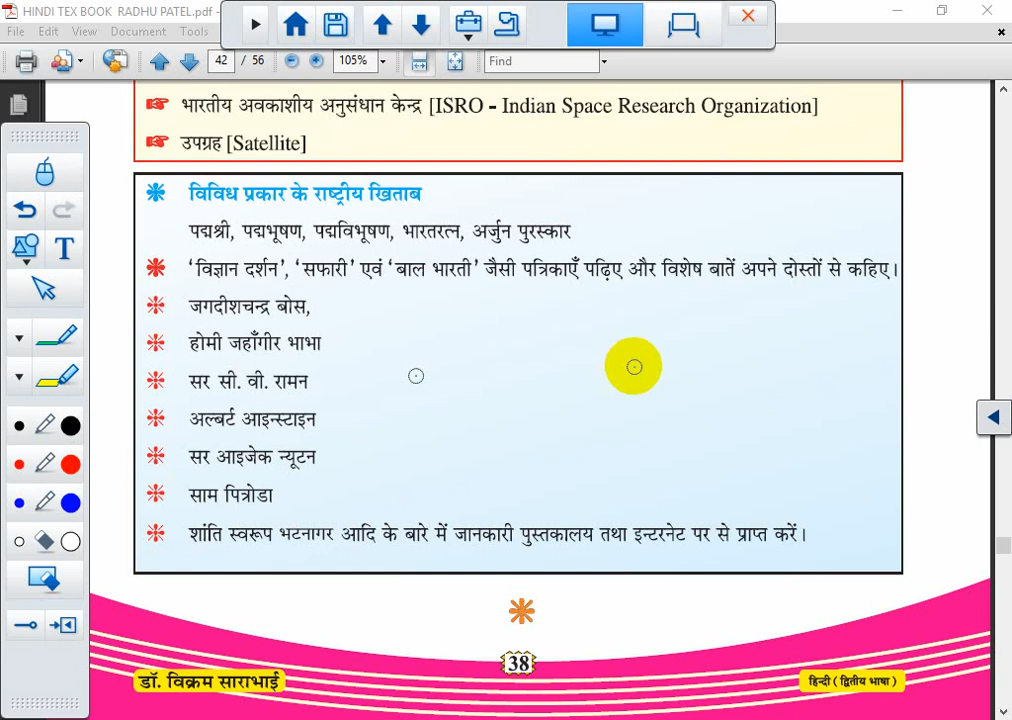 HINDI TEX BOOK RADHU PATEL.pdf -
File Edit View Document Tools
42 / 56 105% Find
भारतीय अवकाशीय अनुसंधान केन्द्र [ISRO - Indian Space Research Organization]
उपग्रह [Satellite]
विविध प्रकार के राष्ट्रीय खिताब
पद्मश्री, पद्मभूषण, पद्मविभूषण, भारतरत्न, अर्जुन पुरस्कार
‘विज्ञान दर्शन’, ‘सफारी’ एवं ‘बाल भारती’ जैसी पत्रिकाएँ पढ़िए और विशेष बातें अपने दोस्तों से कहिए।
जगदीशचन्द्र बोस,
होमी जहाँगीर भाभा
सर सी. वी. रामन
अल्बर्ट आइन्स्टाइन
सर आइजेक न्यूटन
साम पित्रोडा
शांति स्वरूप भटनागर आदि के बारे में जानकारी पुस्तकालय तथा इन्टरनेट पर से प्राप्त करें।
38
डॉ. विक्रम साराभाई
हिन्दी (द्वितीय भाषा)
T